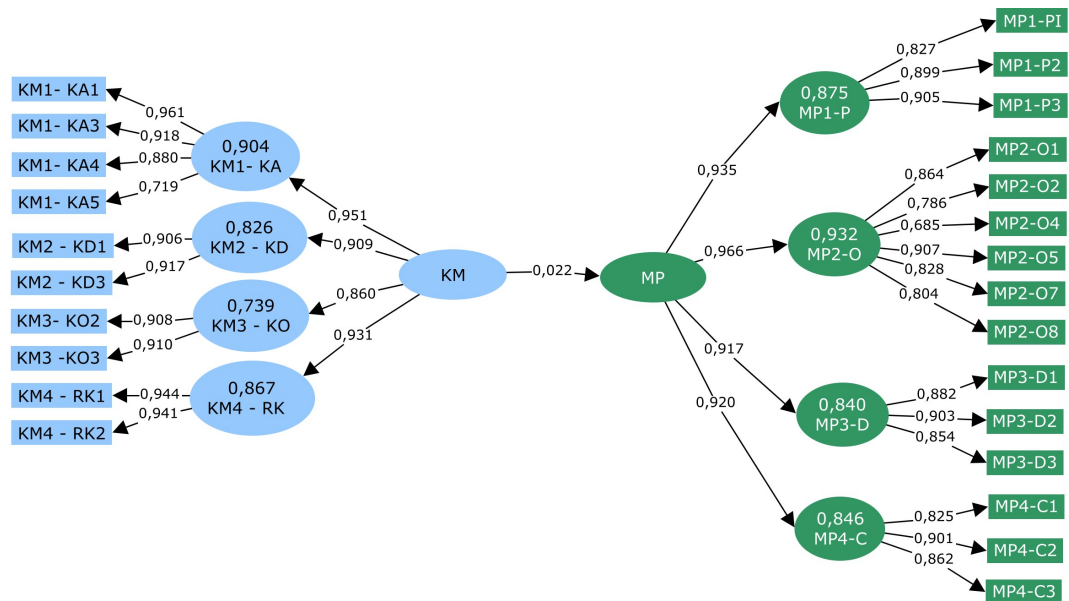 KM1- KA1
KM1- KA3
KM1- KA4
KM1- KA5
KM2 - KD1
KM2 - KD3
KM3- KO2
KM3 -KO3
KM4 - RK1
KM4 - RK2
0,961
0,918
0,880
0,719
0,906
0,917
0,908
0,910
0,944
0,941
0,904
KM1- KA
0,826
KM2 - KD
0,739
KM3 - KO
0,867
KM4 - RK
0,951
0,909
0,860
0,931
KM
0,022
MP
0,935
0,966
0,917
0,920
0,875
MP1-P
0,932
MP2-O
0,840
MP3-D
0,846
MP4-C
0,827
0,899
0,905
0,864
0,786
0,685
0,907
0,828
0,804
0,882
0,903
0,854
0,825
0,901
0,862
MP1-PI
MP1-P2
MP1-P3
MP2-O1
MP2-O2
MP2-O4
MP2-O5
MP2-O7
MP2-O8
MP3-D1
MP3-D2
MP3-D3
MP4-C1
MP4-C2
MP4-C3